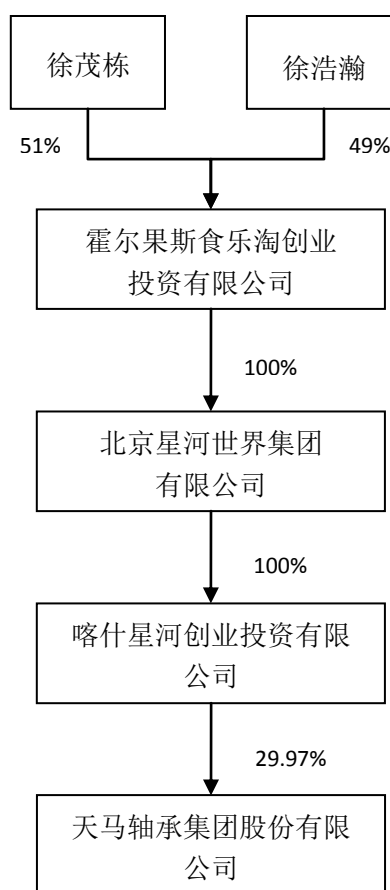 徐茂栋
徐浩瀚
51%
49%
霍尔果斯食乐淘创业
投资有限公司
100%
北京星河世界集团
有限公司
100%
喀什星河创业投资有限
公司
29.97%
天马轴承集团股份有限
公司